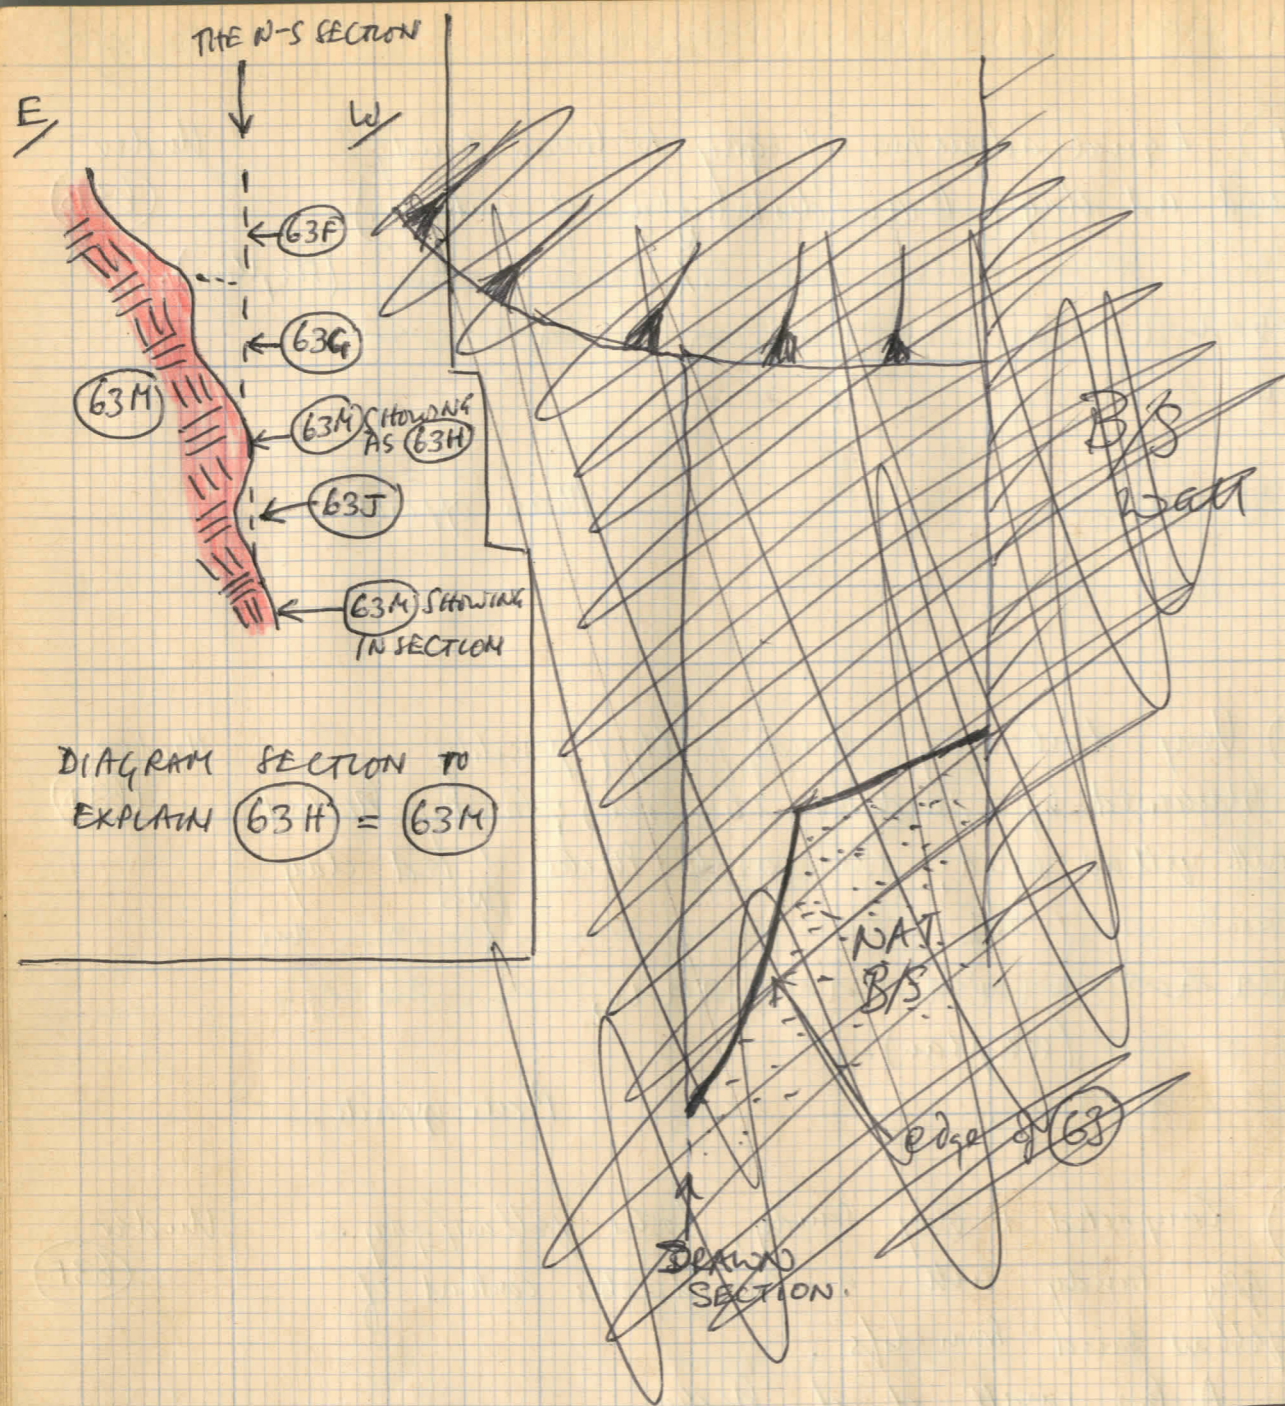 THE N-S SECTION
E/
W/
63F
63G
63M
63M SHOWING
AS 63H
63J
63M SHOWING
IN SECTION
DIAGRAM SECTION TO
EXPLAIN 63H = 63M
B/S
WALL
NAT
B/S
edge of 63
DRAWN
SECTION.